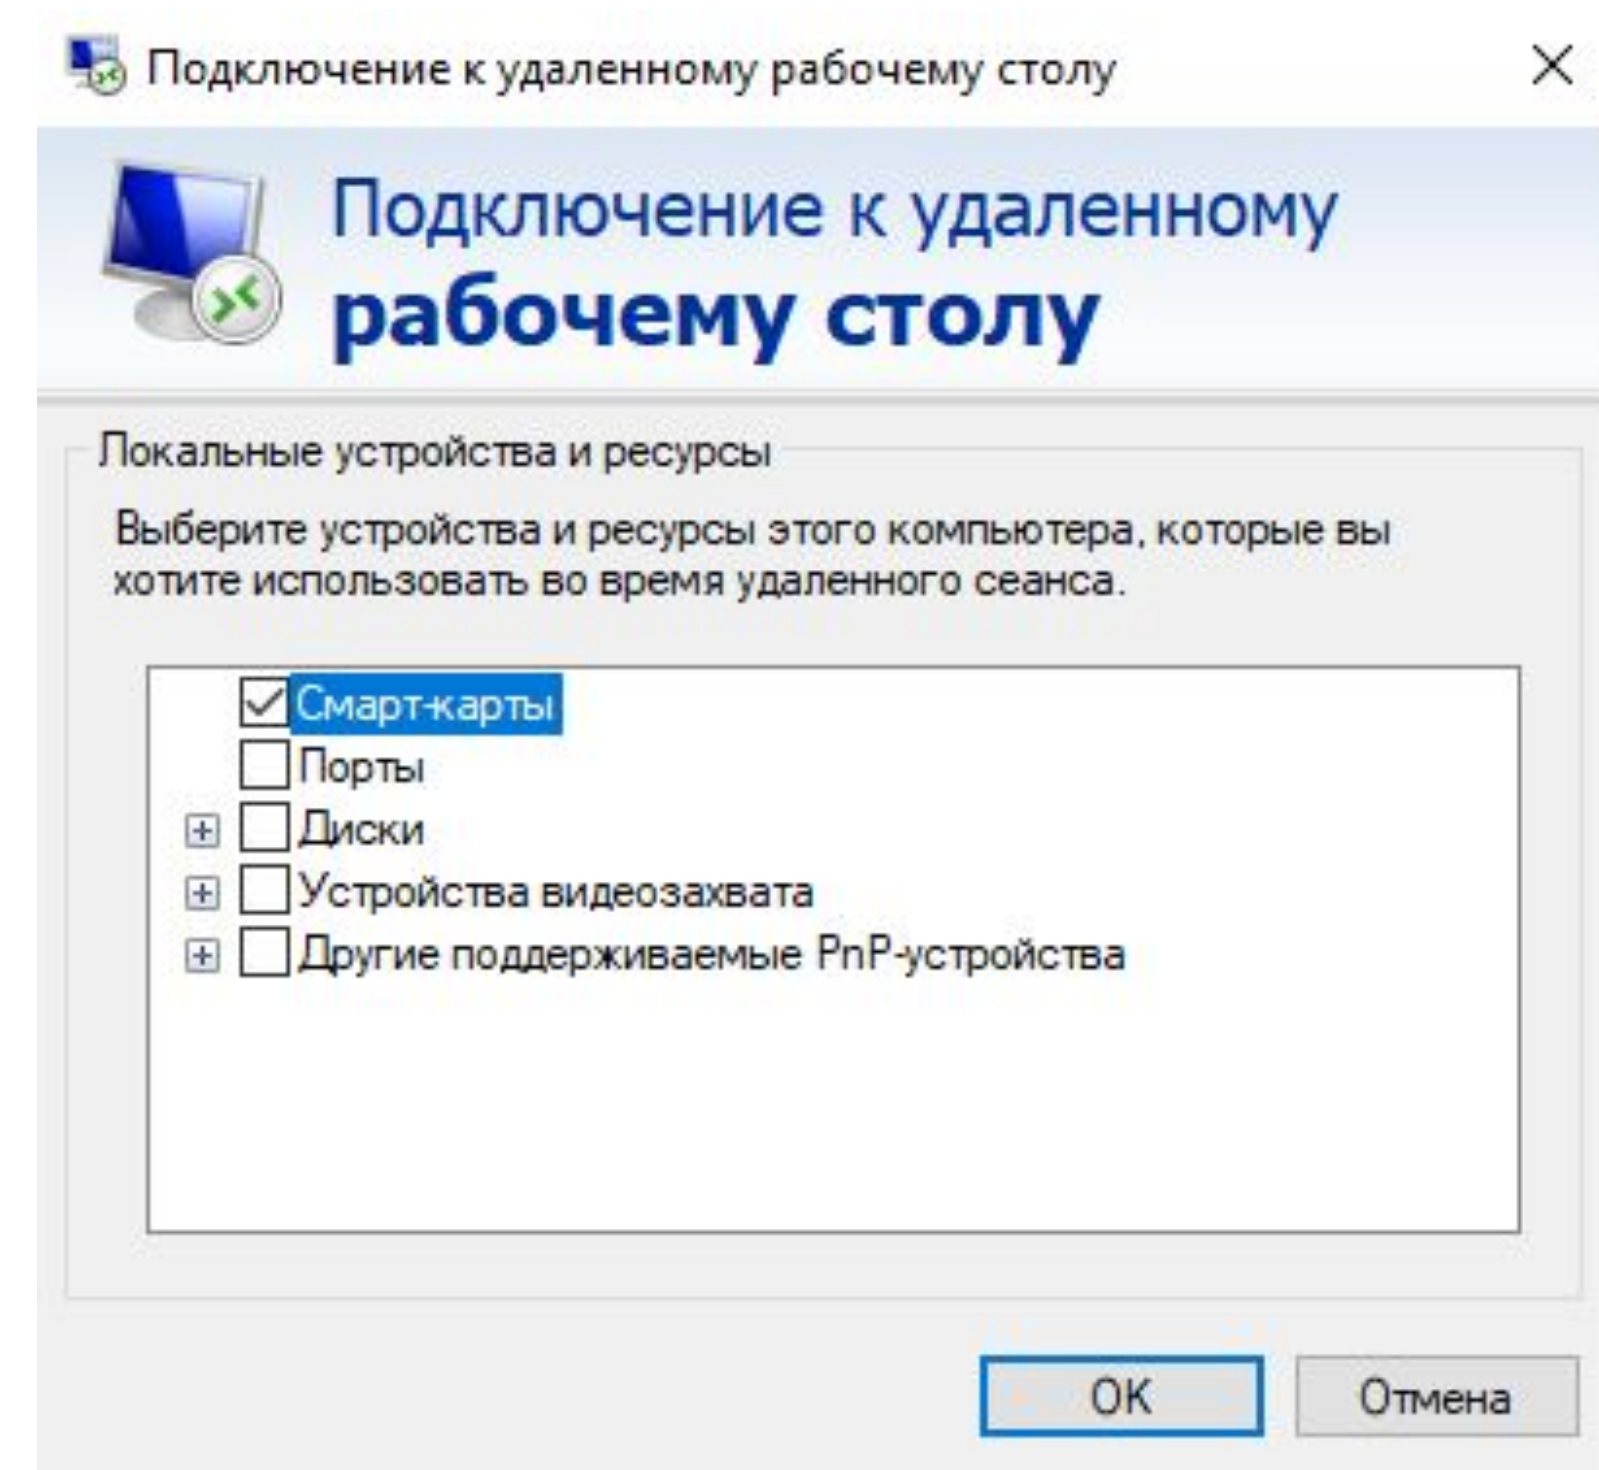 Подключение к удаленному рабочему столу
Подключение к удаленному
рабочему столу
Локальные устройства и ресурсы
Выберите устройства и ресурсы этого компьютера, которые вы
хотите использовать во время удаленного сеанса.
Смарт-карты
Порты
Диски
Устройства видеозахвата
Другие поддерживаемые PnP-устройства
ОК
Отмена